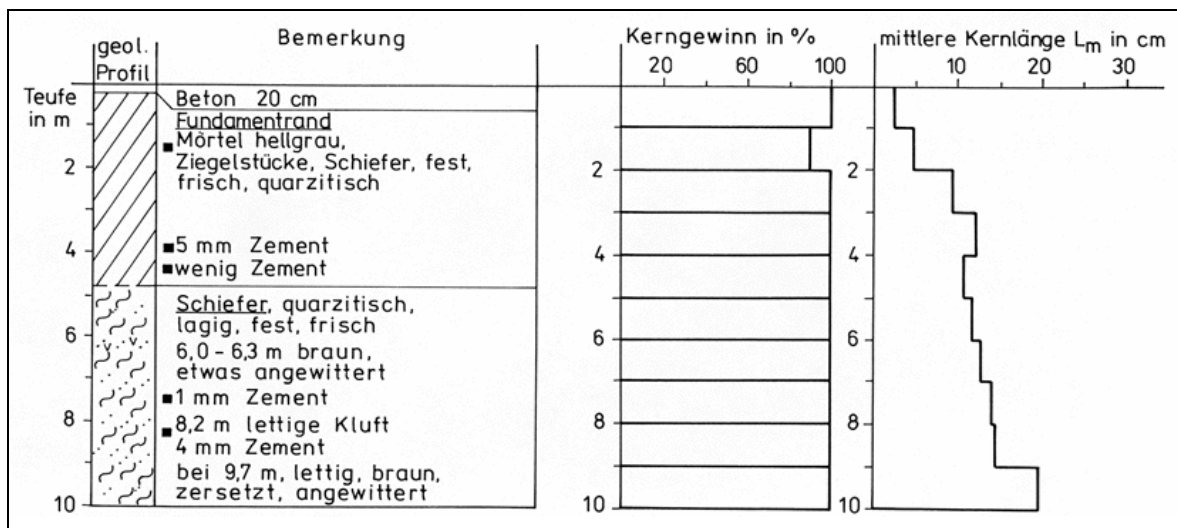 geol.
Profil
Bemerkung
Kerngewinn in %
20 60 100
mittlere Kernlänge Lm in cm
10 20 30
Teufe
in m
2
4
6
8
10
Beton 20 cm
Fundamentrand
Mörtel hellgrau,
Ziegelstücke, Schiefer, fest,
frisch, quarzitisch
5 mm Zement
wenig Zement
Schiefer, quarzitisch,
lagig, fest, frisch
6,0 - 6,3 m braun,
etwas angewittert
1 mm Zement
8,2 m lettige Kluft
4 mm Zement
bei 9,7 m, lettig, braun,
zersetzt, angewittert
2
4
6
8
10
2
4
6
8
10